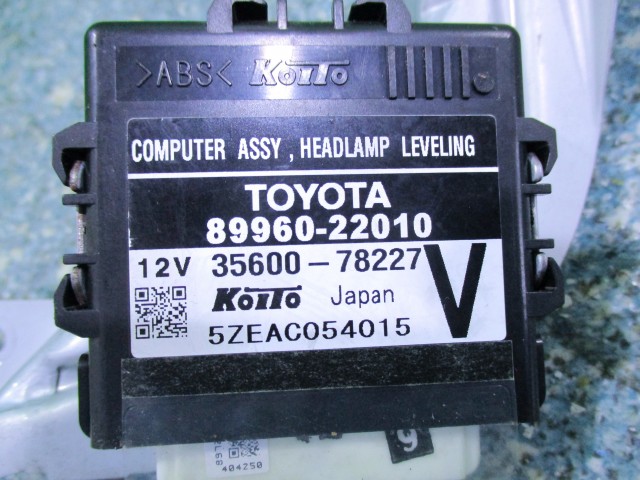 >ABS< KOITO
COMPUTER ASSY , HEADLAMP LEVELING
TOYOTA
89960-22010
12V 35600-78227
KOITO Japan V
5ZEAC054015
404250